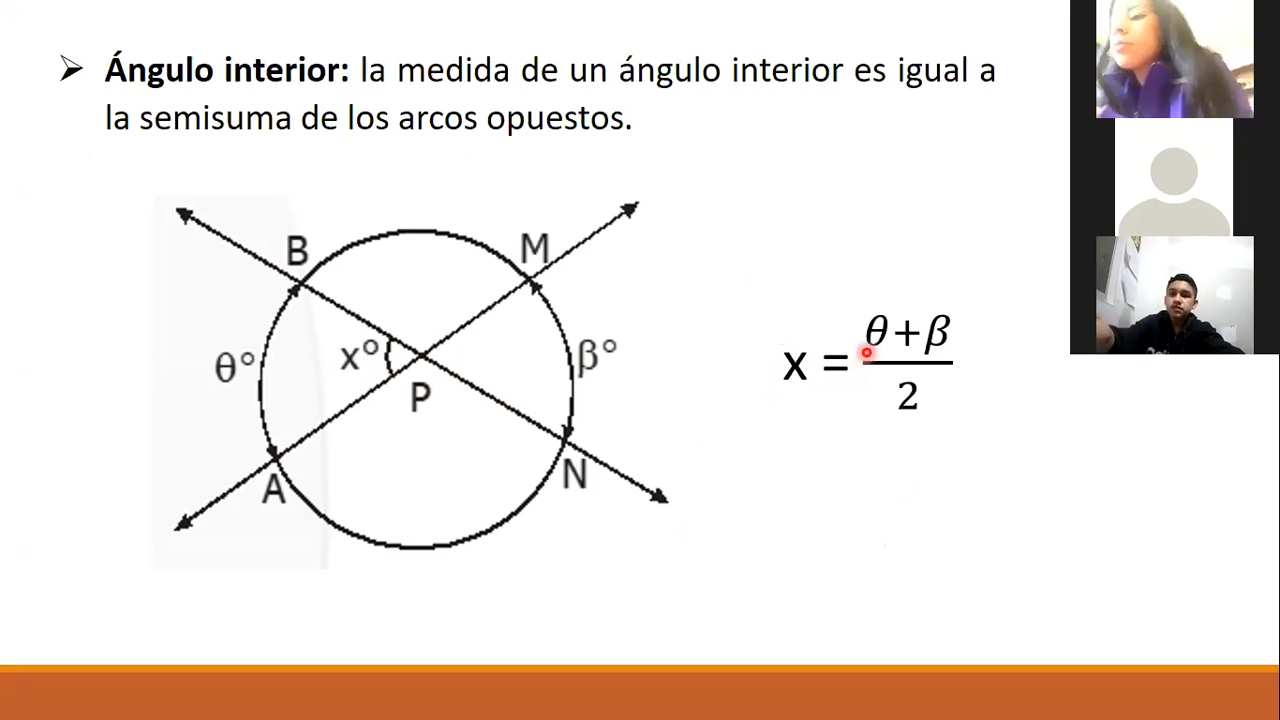 ➢ Ángulo interior: la medida de un ángulo interior es igual a
la semisuma de los arcos opuestos.
B
M
θ°
x°
β°
P
A
N
x = θ+β
2